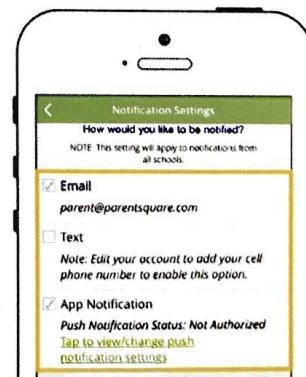 Notification Settings
How would you like to be notified?
NOTE: This setting will apply to notifications from
all schools.
Email
parent@parentsquare.com
Text
Note: Edit your account to add your cell
phone number to enable this option.
App Notification
Push Notification Status: Not Authorized
Tap to view/change push
notification settings